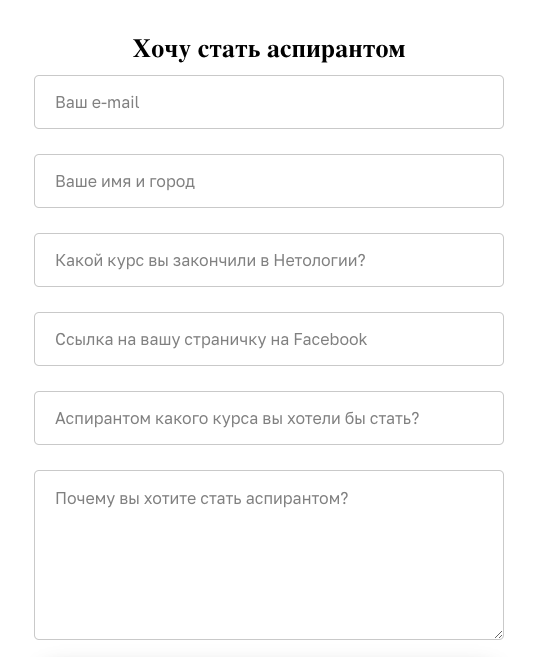 Хочу стать аспирантом
Ваш e-mail
Ваше имя и город
Какой курс вы закончили в Нетологии?
Ссылка на вашу страничку на Facebook
Аспирантом какого курса вы хотели бы стать?
Почему вы хотите стать аспирантом?